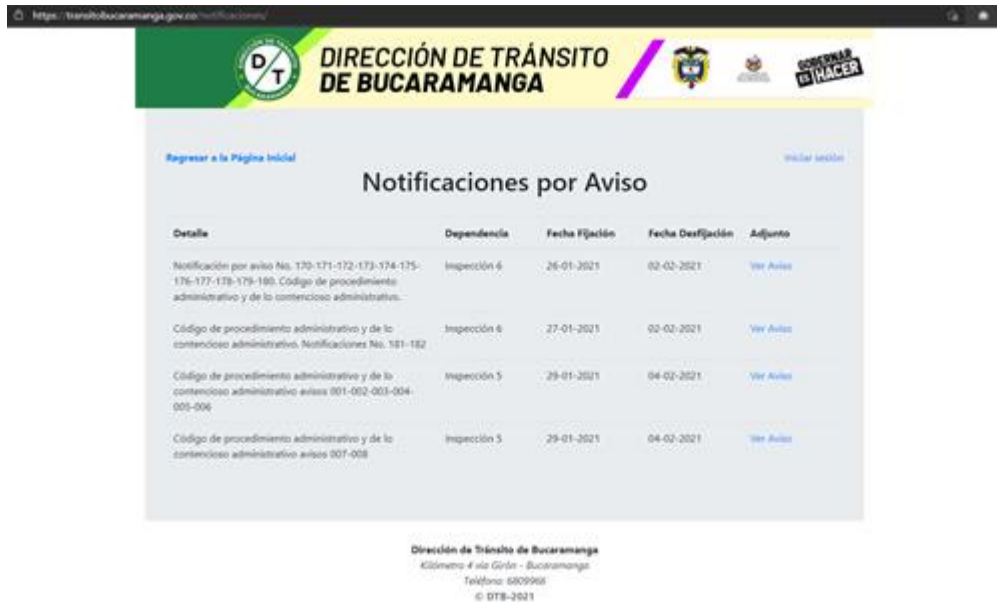 https://transitobucaramanga.gov.co/notificaciones/
DIRECCIÓN DE TRÁNSITO
DE BUCARAMANGA
D/T
GOBERNAR
ES HACER
Regresar a la Página Inicial
Iniciar sesión
Notificaciones por Aviso
Detalle Dependencia Fecha Fijación Fecha Desfijación Adjunto
Notificación por aviso No. 170-171-172-173-174-175- Inspección 6 26-01-2021 02-02-2021 Ver Aviso
176-177-178-179-180. Código de procedimiento
administrativo y de lo contencioso administrativo.
Código de procedimiento administrativo y de lo Inspección 6 27-01-2021 02-02-2021 Ver Aviso
contencioso administrativo. Notificaciones No. 181-182
Código de procedimiento administrativo y de lo Inspección 5 29-01-2021 04-02-2021 Ver Aviso
contencioso administrativo avisos 001-002-003-004-
005-006
Código de procedimiento administrativo y de lo Inspección 5 29-01-2021 04-02-2021 Ver Aviso
contencioso administrativo avisos 007-008
Dirección de Tránsito de Bucaramanga
Kilómetro 4 vía Girón - Bucaramanga
Teléfono: 6809966
© DTB-2021